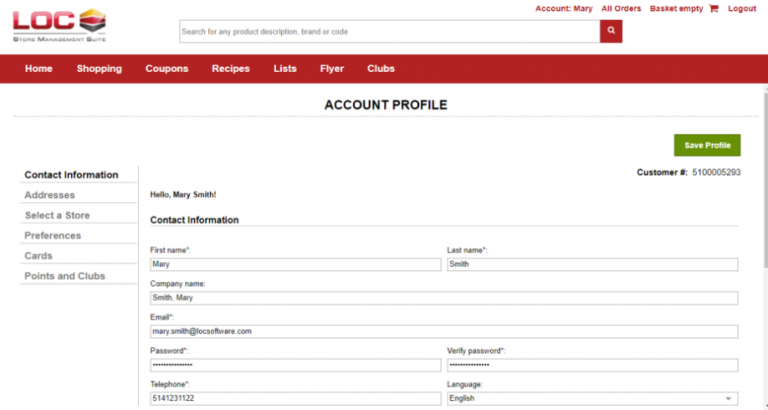 Account: Mary All Orders Basket empty Logout
LOC
STORE MANAGEMENT SUITE
Search for any product description, brand or code
Home Shopping Coupons Recipes Lists Flyer Clubs
ACCOUNT PROFILE
Save Profile
Customer #: 5100005293
Contact Information
Addresses
Select a Store
Preferences
Cards
Points and Clubs
Hello, Mary Smith!
Contact Information
First name*: Last name*:
Mary Smith
Company name:
Smith, Mary
Email*:
mary.smith@locsoftware.com
Password*: Verify password*:
••••••••••••••• •••••••••••••••
Telephone*: Language:
5141231122 English